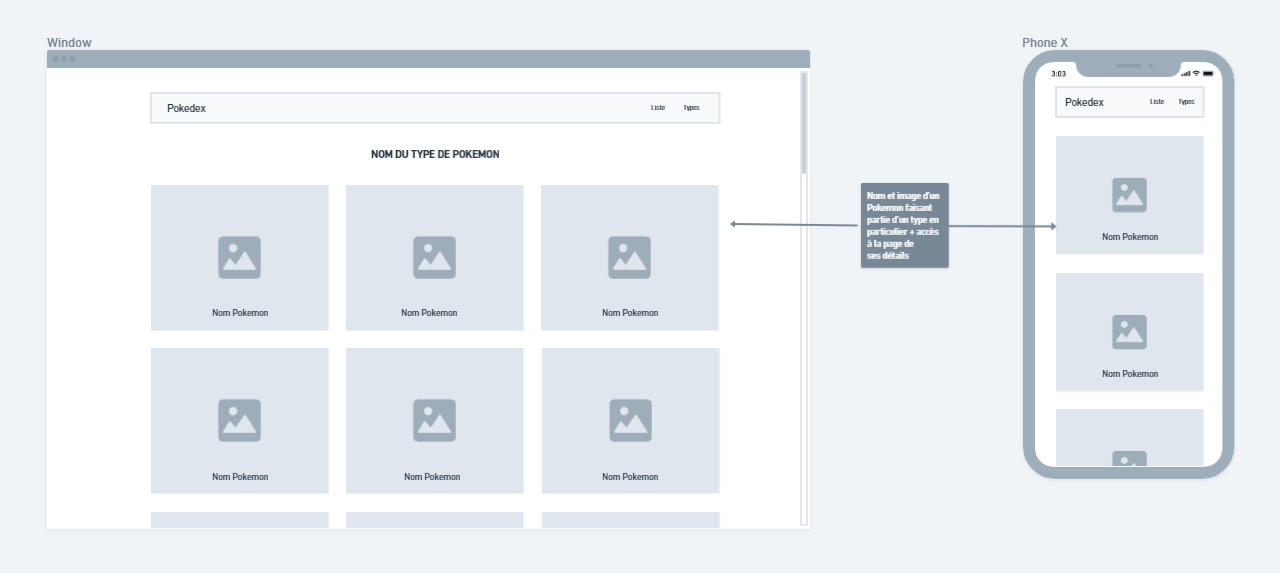 Window
Pokedex Liste Types
NOM DU TYPE DE POKEMON
Nom Pokemon Nom Pokemon Nom Pokemon
Nom Pokemon Nom Pokemon Nom Pokemon
Nom et image d'un
Pokemon faisant
partie d'un type en
particulier + accès
à la page de
ses détails
Phone X
3:03
Pokedex Liste Types
Nom Pokemon
Nom Pokemon